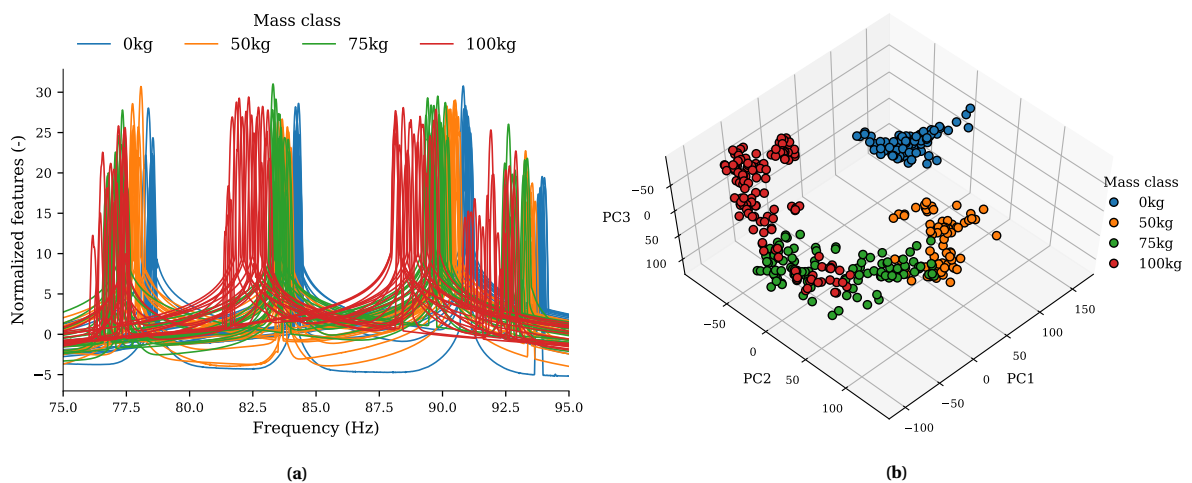 Mass class
0kg 50kg 75kg 100kg
Normalized features (-)
30
25
20
15
10
5
0
−5
75.0 77.5 80.0 82.5 85.0 87.5 90.0 92.5 95.0
Frequency (Hz)
(a)
PC3
−50
0
50
100
PC2
−50
0
50
100
PC1
−100
−50
0
50
100
150
Mass class
0kg
50kg
75kg
100kg
(b)